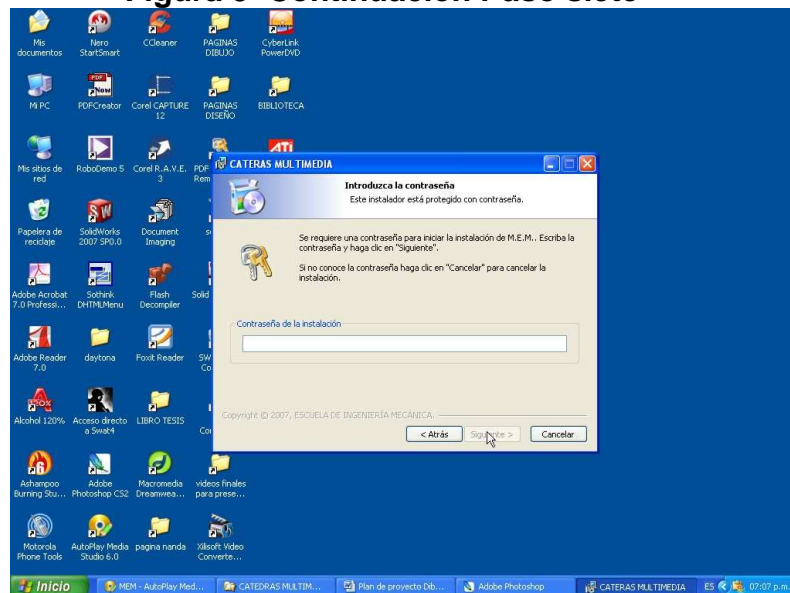 Figura 9 Continuación Paso Siete
Mis documentos
Nero StartSmart
CCleaner
PAGINAS DIBUJO
CyberLink PowerDVD
Mi PC
PDFCreator
Corel CAPTURE 12
PAGINAS DISEÑO
BIBLIOTECA
Mis sitios de red
RoboDemo 5
Corel R.A.V.E. 3
PDF
Rem
Papelera de reciclaje
SolidWorks 2007 SP0.0
Document Imaging
Adobe Acrobat 7.0 Professi...
Sothink DHTMLMenu
Flash Decompiler
Solid
Adobe Reader 7.0
daytona
Foxit Reader
SW
Co
Alcohol 120%
Acceso directo a Swat4
LIBRO TESIS
Ashampoo Burning Stu...
Adobe Photoshop CS2
Macromedia Dreamwea...
videos finales para prese...
Motorola Phone Tools
AutoPlay Media Studio 6.0
pagina nanda
Xilisoft Video Converte...
CATERAS MULTIMEDIA
Introduzca la contraseña
Este instalador está protegido con contraseña.
Se requiere una contraseña para iniciar la instalación de M.E.M.. Escriba la
contraseña y haga clic en "Siguiente".
Si no conoce la contraseña haga clic en "Cancelar" para cancelar la
instalación.
Contraseña de la instalación
Copyright © 2007, ESCUELA DE INGENIERÍA MECÁNICA.
< Atrás
Siguiente >
Cancelar
Inicio
MEM - AutoPlay Med...
CATEDRAS MULTIM...
Plan de proyecto Dib...
Adobe Photoshop
CATERAS MULTIMEDIA
ES
07:07 p.m.